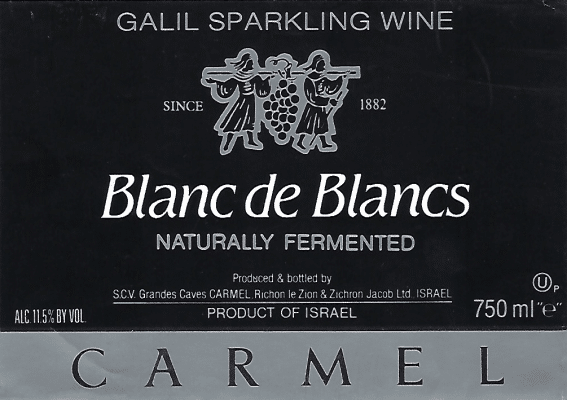 GALIL SPARKLING WINE
SINCE 1882
Blanc de Blancs
NATURALLY FERMENTED
Produced & bottled by
S.C.V. Grandes Caves CARMEL, Richon le Zion & Zichron Jacob Ltd. ISRAEL
ALC. 11.5% BY VOL.
PRODUCT OF ISRAEL
750 ml "e"
U P
CARMEL